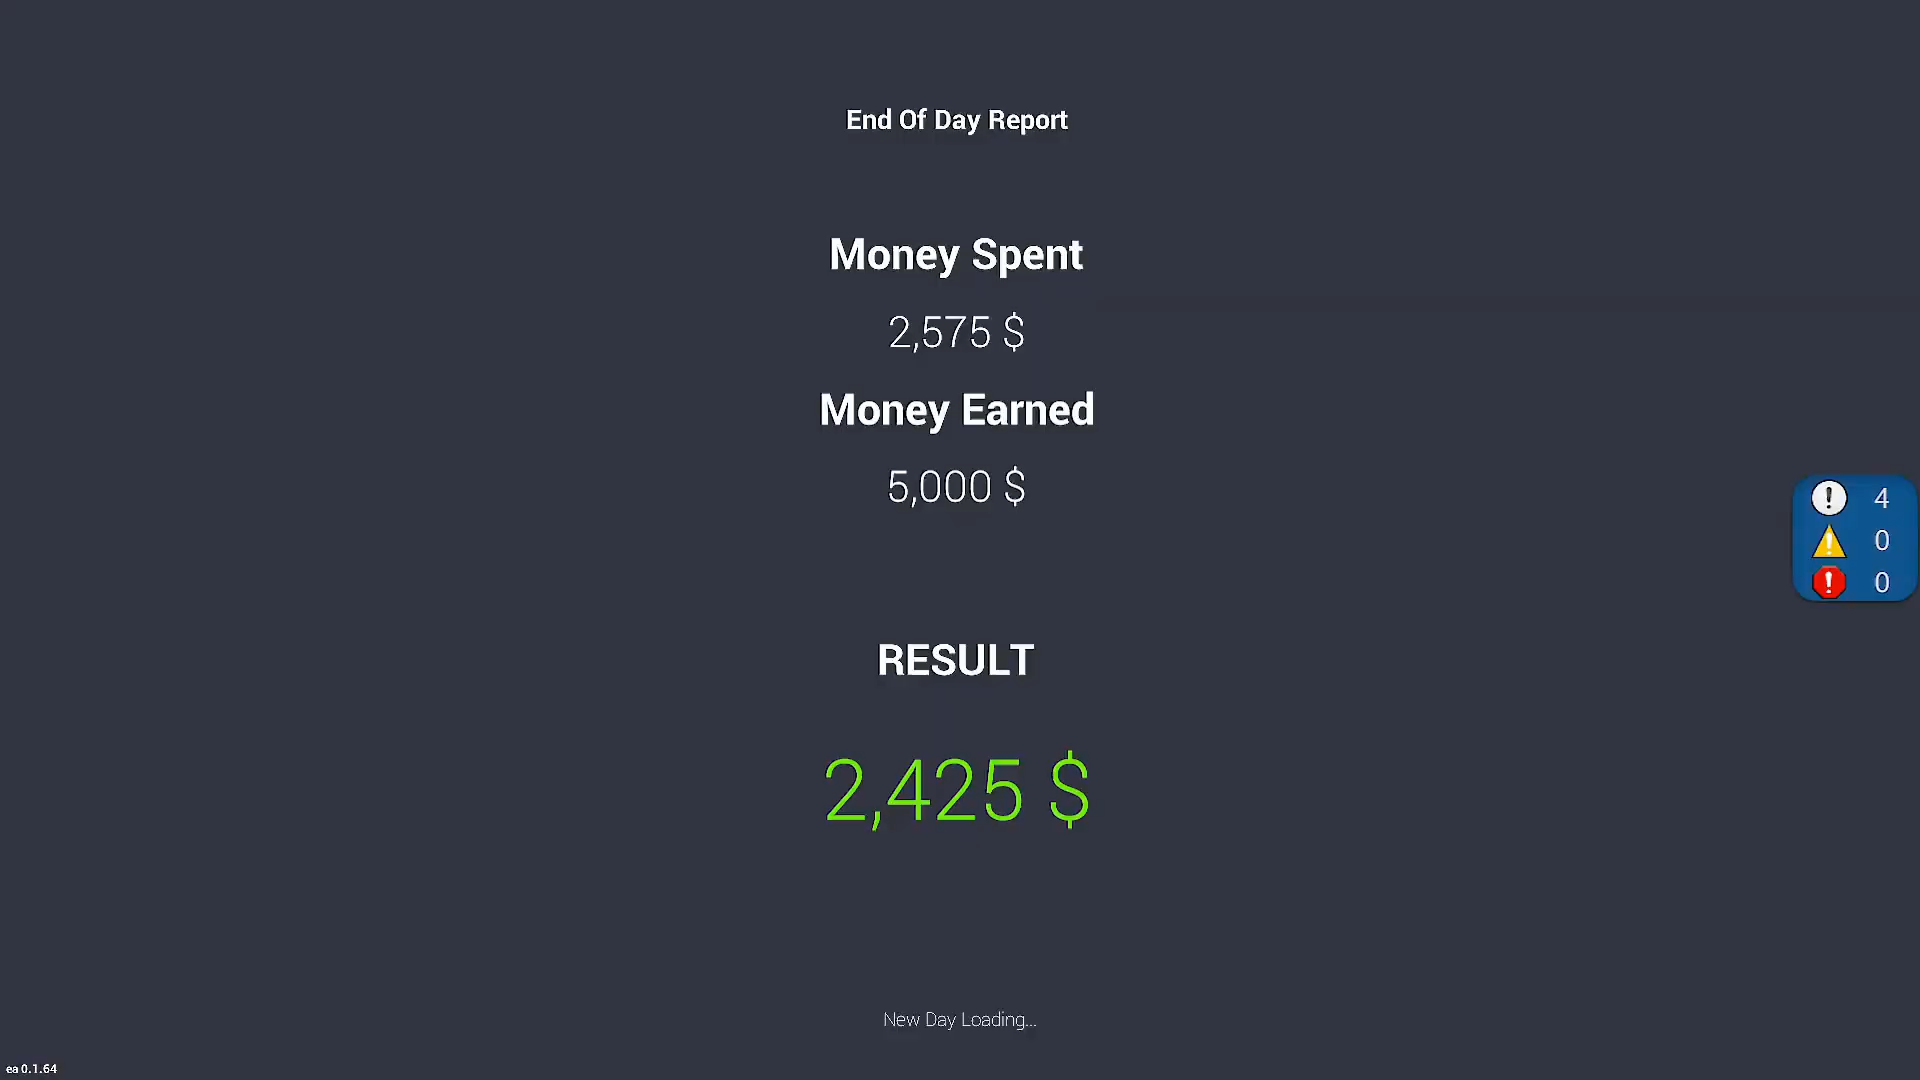 End Of Day Report
Money Spent
2,575 $
Money Earned
5,000 $
! 4
! 0
! 0
RESULT
2,425 $
New Day Loading...
ea 0.1.64